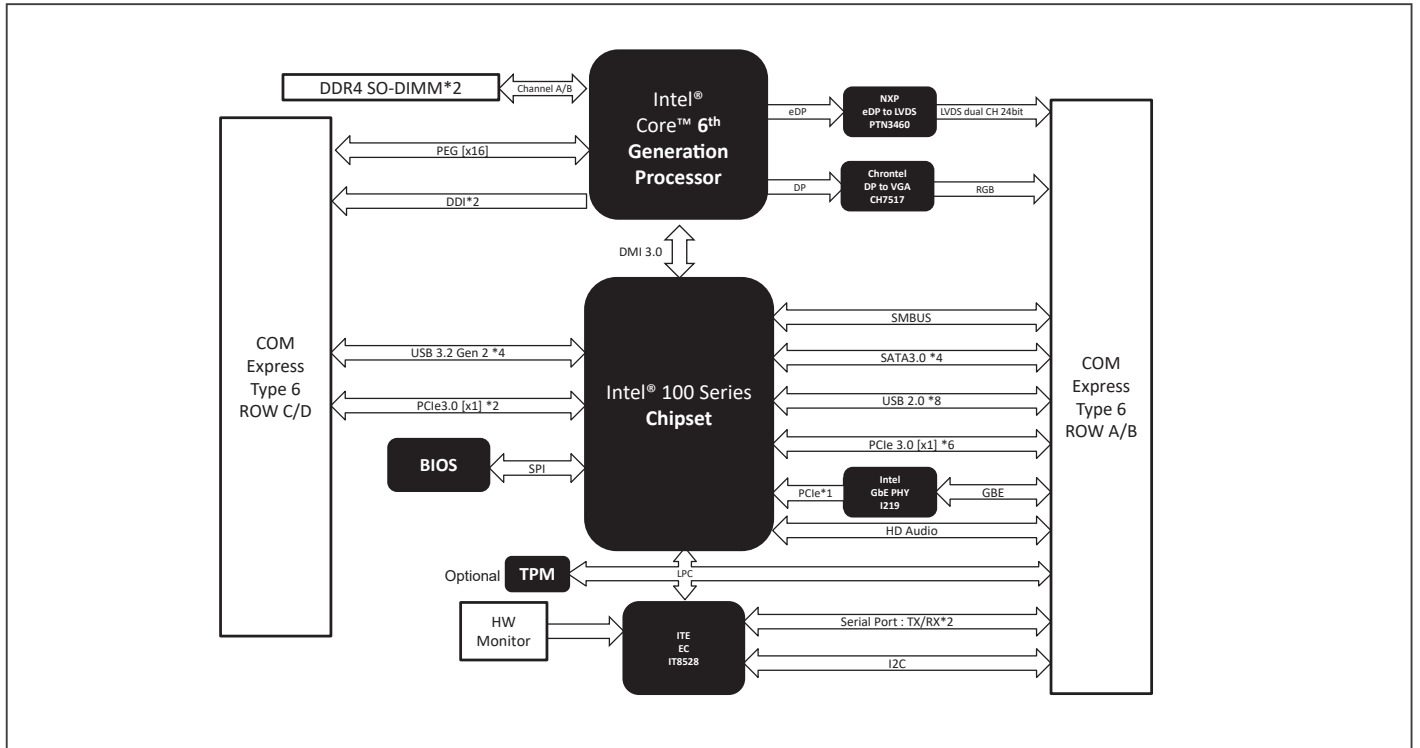 DDR4 SO-DIMM*2
Channel A/B
Intel®
Core™ 6th
Generation
Processor
eDP
NXP
eDP to LVDS
PTN3460
LVDS dual CH 24bit
PEG [x16]
DDI*2
DP
Chrontel
DP to VGA
CH7517
RGB
DMI 3.0
COM
Express
Type 6
ROW C/D
USB 3.2 Gen 2 *4
PCIe3.0 [x1] *2
BIOS
SPI
Intel® 100 Series
Chipset
SMBUS
SATA3.0 *4
USB 2.0 *8
PCIe 3.0 [x1] *6
PCIe*1
Intel
GbE PHY
I219
GBE
HD Audio
COM
Express
Type 6
ROW A/B
Optional
TPM
LPC
HW
Monitor
ITE
EC
IT8528
Serial Port : TX/RX*2
I2C